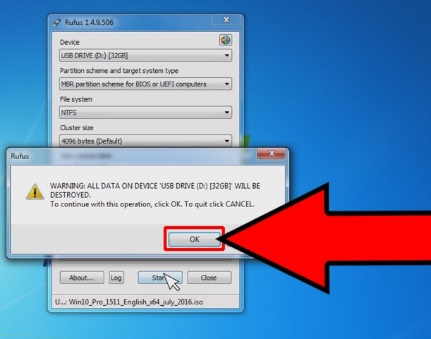 Rufus 1.4.9.506
Device
USB DRIVE (D:) [32GB]
Partition scheme and target system type
MBR partition scheme for BIOS or UEFI computers
File system
NTFS
Cluster size
4096 bytes (Default)
Rufus
WARNING: ALL DATA ON DEVICE 'USB DRIVE (D:) [32GB]' WILL BE
DESTROYED.
To continue with this operation, click OK. To quit click CANCEL.
OK
About... Log Start Close
U...: Win10_Pro_1511_English_x64_july_2016.iso